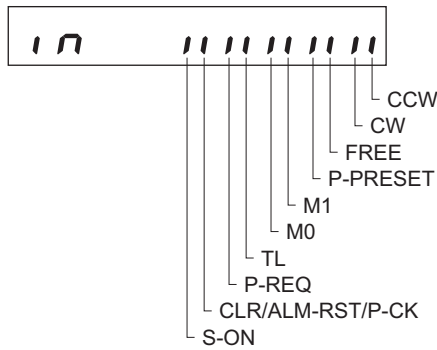 in
CCW
CW
FREE
P-PRESET
M1
M0
TL
P-REQ
CLR/ALM-RST/P-CK
S-ON